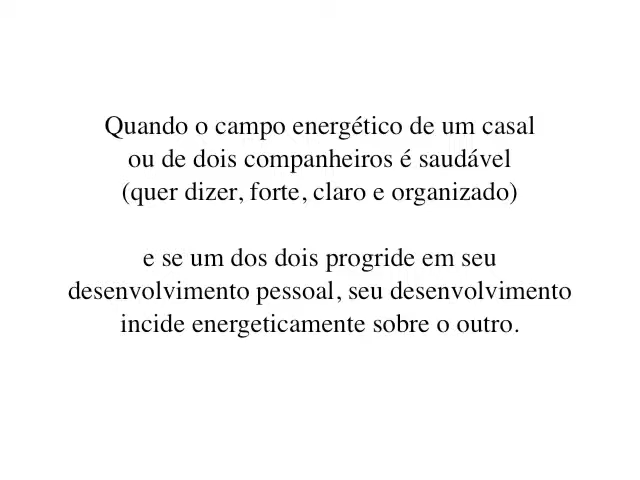 Quando o campo energético de um casal
ou de dois companheiros é saudável
(quer dizer, forte, claro e organizado)
e se um dos dois progride em seu
desenvolvimento pessoal, seu desenvolvimento
incide energeticamente sobre o outro.